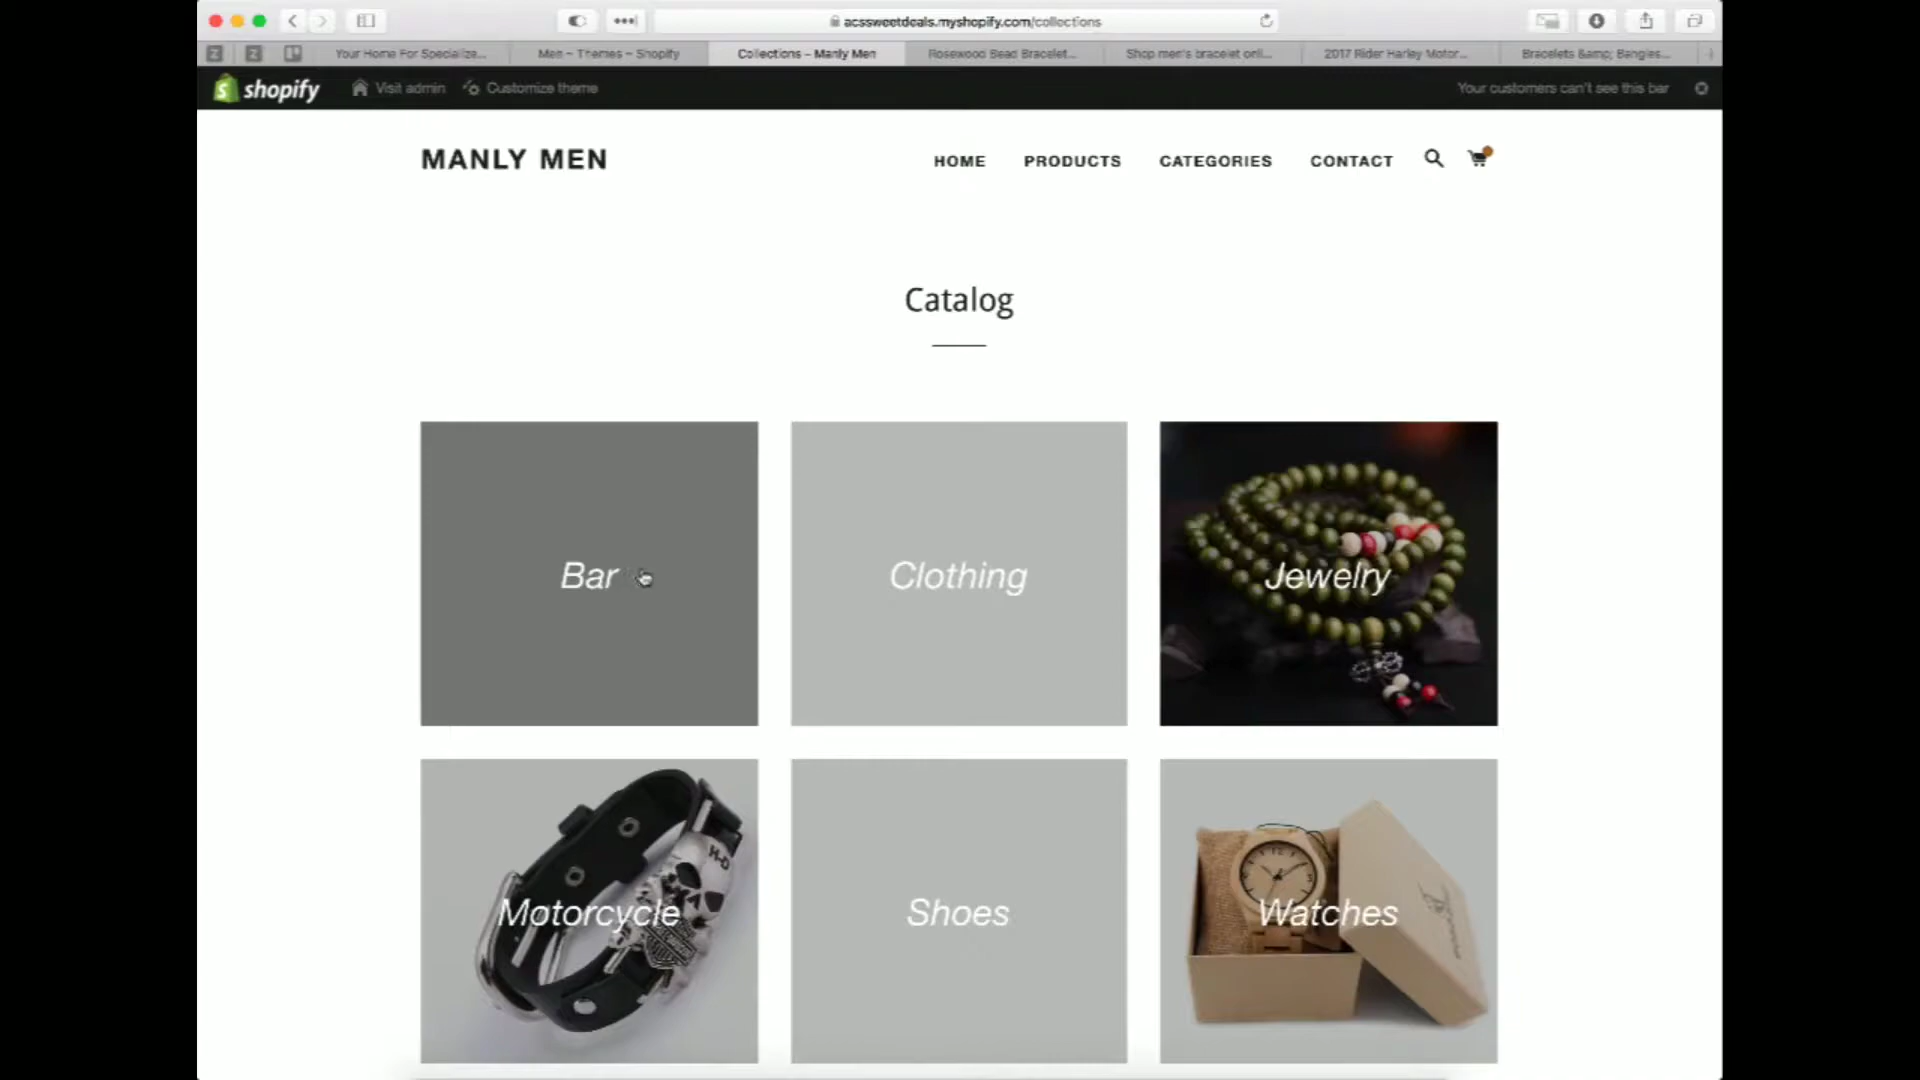 acssweetdeals.myshopify.com/collections
Your Home For Specialize...
Men – Themes – Shopify
Collections – Manly Men
Rosewood Bead Bracelet...
Shop men's bracelet onli...
2017 Rider Harley Motor...
Bracelets &amp; Bangles...
shopify
Visit admin
Customize theme
Your customers can't see this bar
MANLY MEN
HOME
PRODUCTS
CATEGORIES
CONTACT
Catalog
Bar
Clothing
Jewelry
Motorcycle
Shoes
Watches
H-D